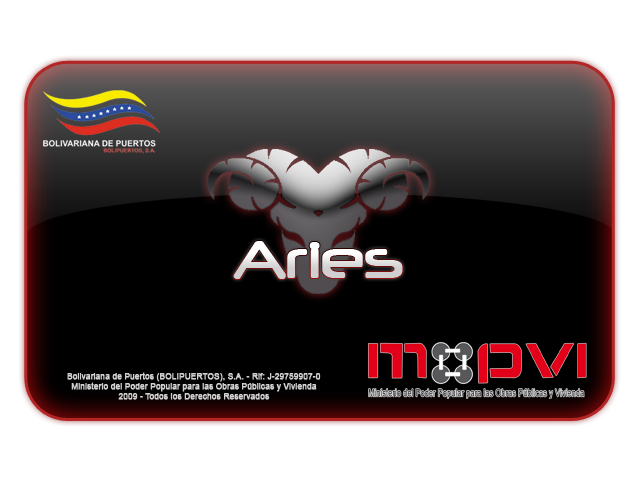 BOLIVARIANA DE PUERTOS
BOLIPUERTOS, S.A.
Aries
Bolivariana de Puertos (BOLIPUERTOS), S.A. - Rif: J-29759907-0
Ministerio del Poder Popular para las Obras Públicas y Vivienda
2009 - Todos los Derechos Reservados
mopvi
Ministerio del Poder Popular para las Obras Públicas y Vivienda